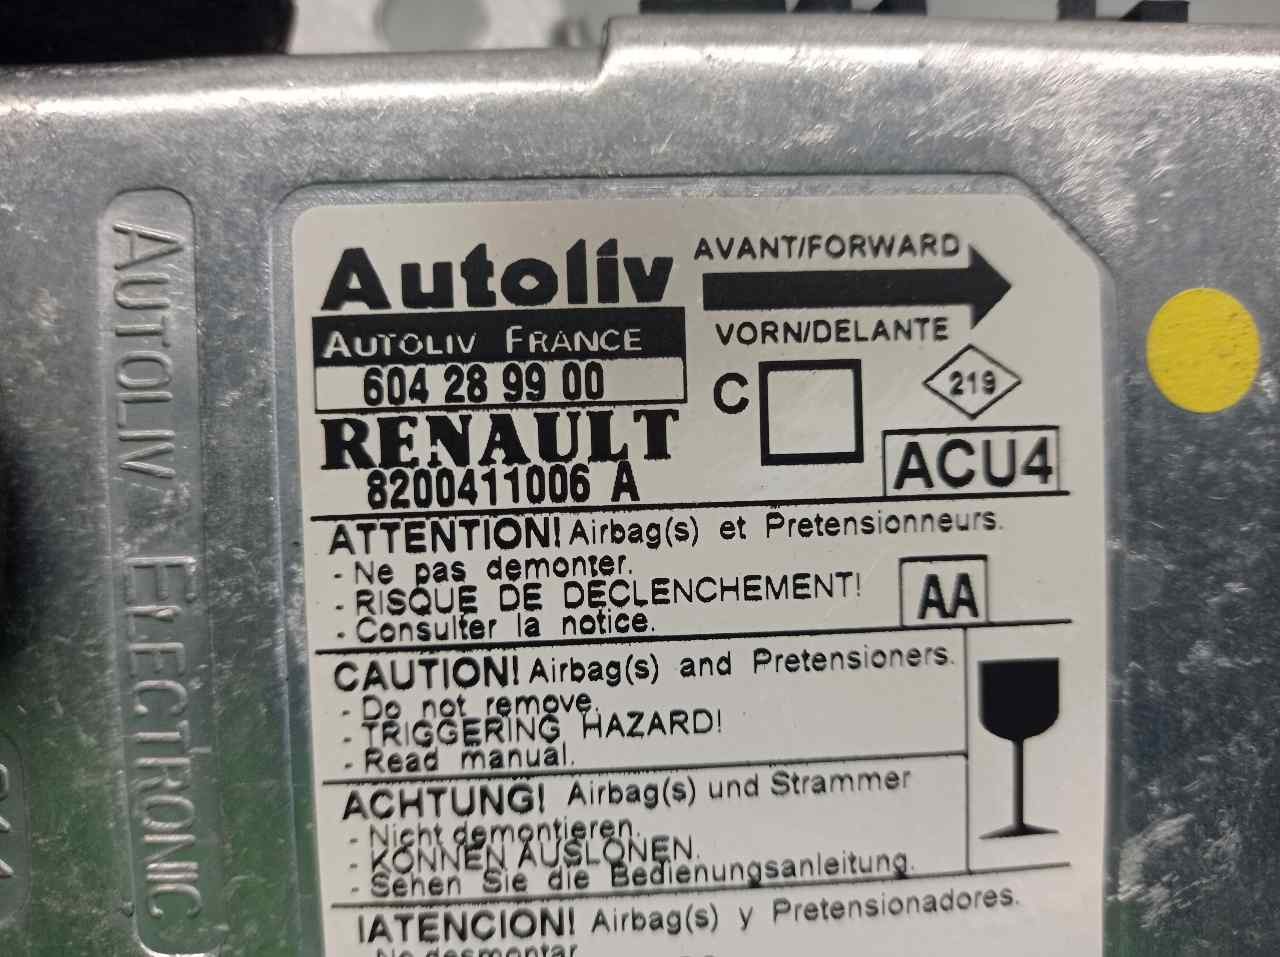 AUTOLIV ELECTRONIC
Autoliv
AVANT/FORWARD
AUTOLIV FRANCE
VORN/DELANTE
604 28 99 00
C
219
RENAULT
8200411006 A
ACU4
ATTENTION! Airbag(s) et Pretensionneurs.
- Ne pas demonter.
- RISQUE DE DECLENCHEMENT!
- Consulter la notice.
AA
CAUTION! Airbag(s) and Pretensioners.
- Do not remove.
- TRIGGERING HAZARD!
- Read manual.
ACHTUNG! Airbag(s) und Strammer
- Nicht demontieren.
- KONNEN AUSLONEN.
- Sehen Sie die Bedienungsanleitung.
!ATENCION! Airbag(s) y Pretensionadores.
- No desmontar